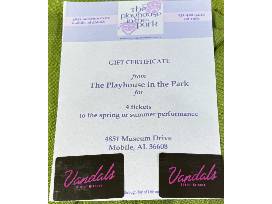 the
playhouse
in the
park
GIFT CERTIFICATE
from
The Playhouse in the Park
for
4 tickets
to the spring or summer performance
4851 Museum Drive
Mobile, AL 36608
Vandals
Vandals